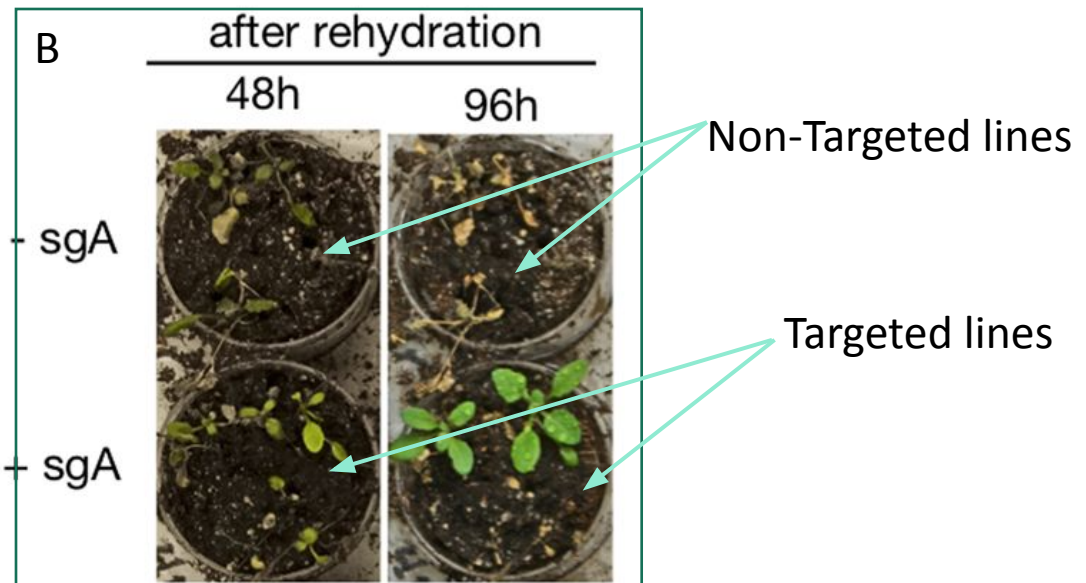 B
after rehydration
48h
96h
Non-Targeted lines
- sgA
Targeted lines
+ sgA